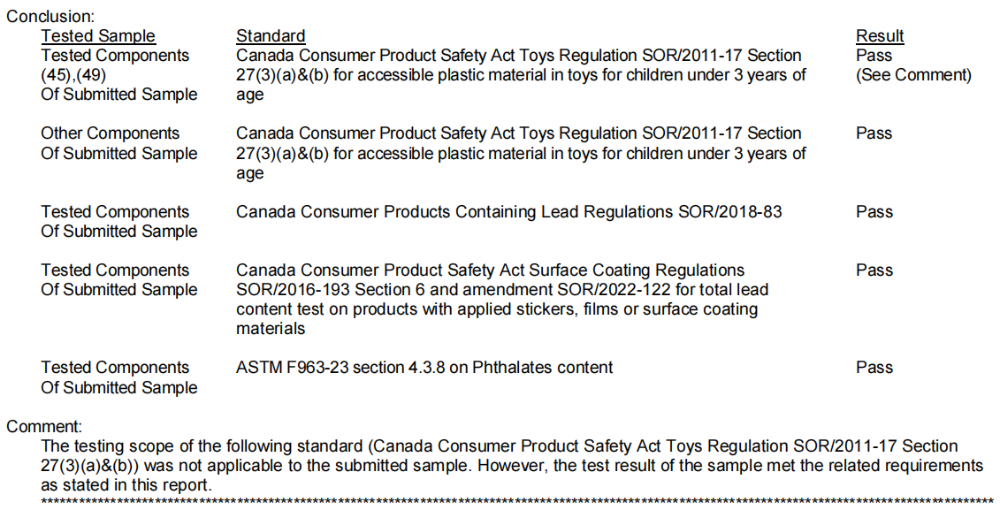 Conclusion:
Tested Sample Standard Result
Tested Components Canada Consumer Product Safety Act Toys Regulation SOR/2011-17 Section Pass
(45),(49) 27(3)(a)&(b) for accessible plastic material in toys for children under 3 years of (See Comment)
Of Submitted Sample age
Other Components Canada Consumer Product Safety Act Toys Regulation SOR/2011-17 Section Pass
Of Submitted Sample 27(3)(a)&(b) for accessible plastic material in toys for children under 3 years of
age
Tested Components Canada Consumer Products Containing Lead Regulations SOR/2018-83 Pass
Of Submitted Sample
Tested Components Canada Consumer Product Safety Act Surface Coating Regulations Pass
Of Submitted Sample SOR/2016-193 Section 6 and amendment SOR/2022-122 for total lead
content test on products with applied stickers, films or surface coating
materials
Tested Components ASTM F963-23 section 4.3.8 on Phthalates content Pass
Of Submitted Sample
Comment:
The testing scope of the following standard (Canada Consumer Product Safety Act Toys Regulation SOR/2011-17 Section
27(3)(a)&(b)) was not applicable to the submitted sample. However, the test result of the sample met the related requirements
as stated in this report.
****************************************************************************************************************************************************